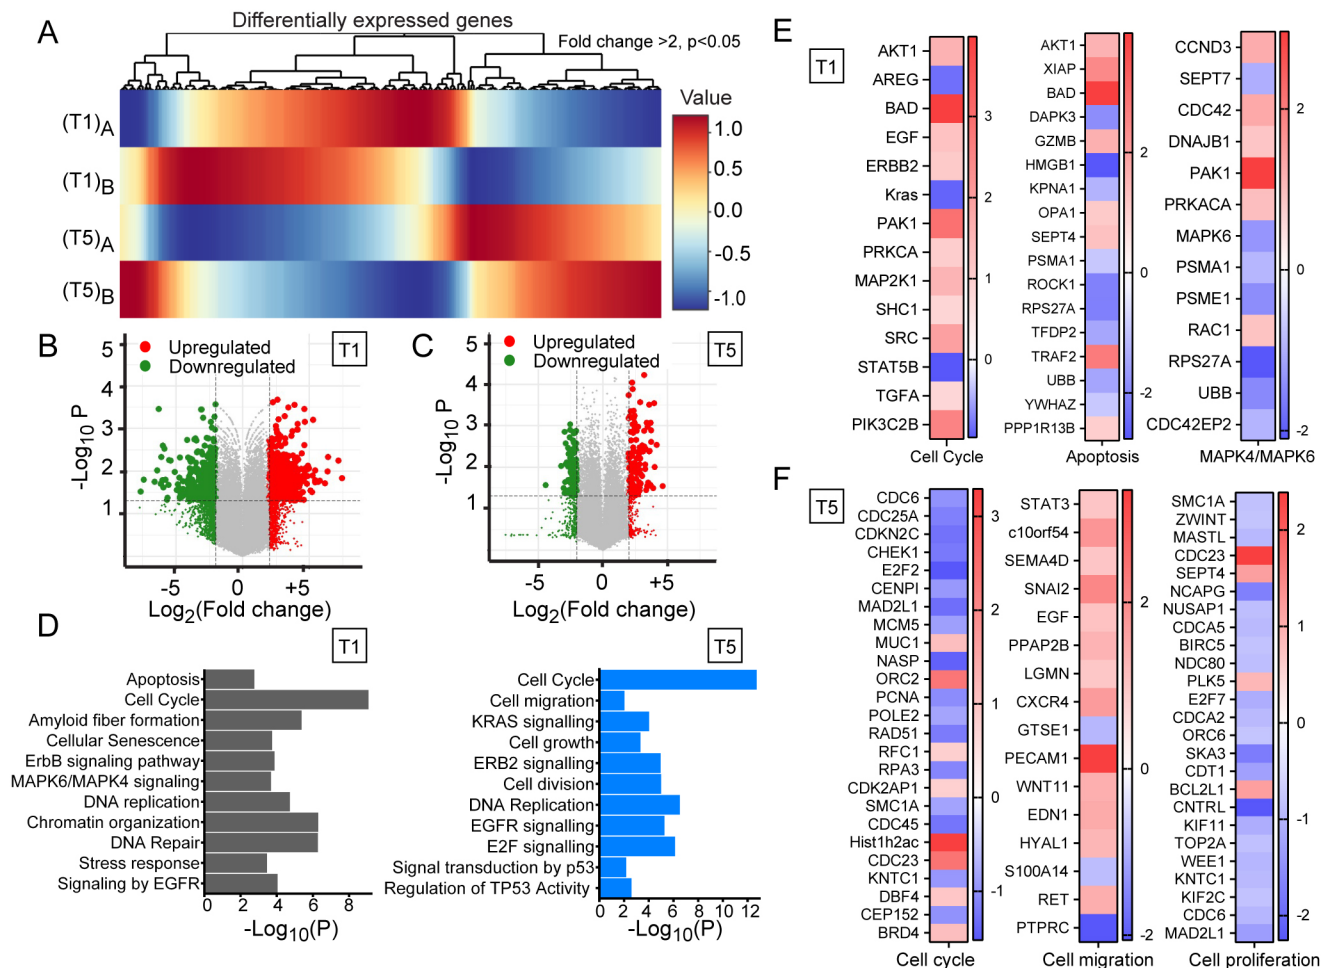 A
Differentially expressed genes
Fold change >2, p<0.05
(T1)A
(T1)B
(T5)A
(T5)B
Value
1.0
0.5
0.0
-0.5
-1.0
B
Upregulated
Downregulated
T1
5
4
3
2
1
-Log10 P
-5
0
+5
Log2(Fold change)
C
Upregulated
Downregulated
T5
5
4
3
2
1
-5
0
+5
Log2(Fold change)
D
T1
Apoptosis
Cell Cycle
Amyloid fiber formation
Cellular Senescence
ErbB signaling pathway
MAPK6/MAPK4 signaling
DNA replication
Chromatin organization
DNA Repair
Stress response
Signaling by EGFR
0 2 4 6 8
-Log10(P)
T5
Cell Cycle
Cell migration
KRAS signalling
Cell growth
ERB2 signalling
Cell division
DNA Replication
EGFR signalling
E2F signalling
Signal transduction by p53
Regulation of TP53 Activity
0 2 4 6 8 10 12
-Log10(P)
E
T1
AKT1
AREG
BAD
EGF
ERBB2
Kras
PAK1
PRKCA
MAP2K1
SHC1
SRC
STAT5B
TGFA
PIK3C2B
3
2
1
0
Cell Cycle
AKT1
XIAP
BAD
DAPK3
GZMB
HMGB1
KPNA1
OPA1
SEPT4
PSMA1
ROCK1
RPS27A
TFDP2
TRAF2
UBB
YWHAZ
PPP1R13B
2
0
-2
Apoptosis
CCND3
SEPT7
CDC42
DNAJB1
PAK1
PRKACA
MAPK6
PSMA1
PSME1
RAC1
RPS27A
UBB
CDC42EP2
2
0
-2
MAPK4/MAPK6
F
T5
CDC6
CDC25A
CDKN2C
CHEK1
E2F2
CENPI
MAD2L1
MCM5
MUC1
NASP
ORC2
PCNA
POLE2
RAD51
RFC1
RPA3
CDK2AP1
SMC1A
CDC45
Hist1h2ac
CDC23
KNTC1
DBF4
CEP152
BRD4
3
2
1
0
-1
Cell cycle
STAT3
c10orf54
SEMA4D
SNAI2
EGF
PPAP2B
LGMN
CXCR4
GTSE1
PECAM1
WNT11
EDN1
HYAL1
S100A14
RET
PTPRC
2
0
-2
Cell migration
SMC1A
ZWINT
MASTL
CDC23
SEPT4
NCAPG
NUSAP1
CDCA5
BIRC5
NDC80
PLK5
E2F7
CDCA2
ORC6
SKA3
CDT1
BCL2L1
CNTRL
KIF11
TOP2A
WEE1
KNTC1
KIF2C
CDC6
MAD2L1
2
1
0
-1
-2
Cell proliferation